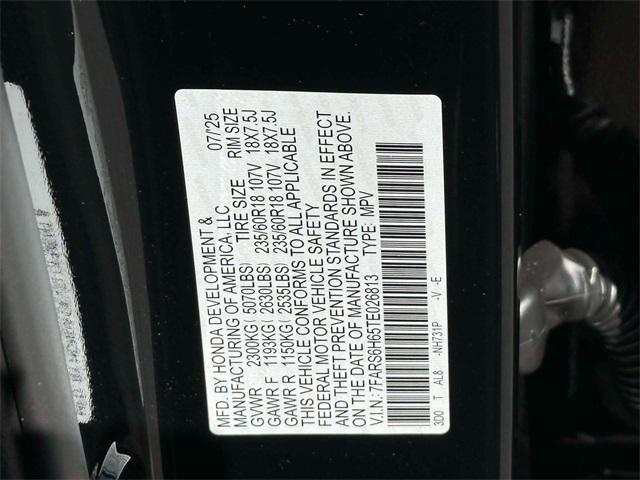 MFD. BY HONDA DEVELOPMENT & 07/'25
MANUFACTURING OF AMERICA, LLC
TIRE SIZE RIM SIZE
GVWR 2300KG( 5070LBS)
GAWR F 1193KG( 2630LBS) 235/60R18 107V 18X7.5J
GAWR R 1150KG( 2535LBS) 235/60R18 107V 18X7.5J
THIS VEHICLE CONFORMS TO ALL APPLICABLE
FEDERAL MOTOR VEHICLE SAFETY
AND THEFT PREVENTION STANDARDS IN EFFECT
ON THE DATE OF MANUFACTURE SHOWN ABOVE.
V.I.N.: 7FARS6H65TE026813 TYPE: MPV
3D0 T AL8 -NH731P -V -E